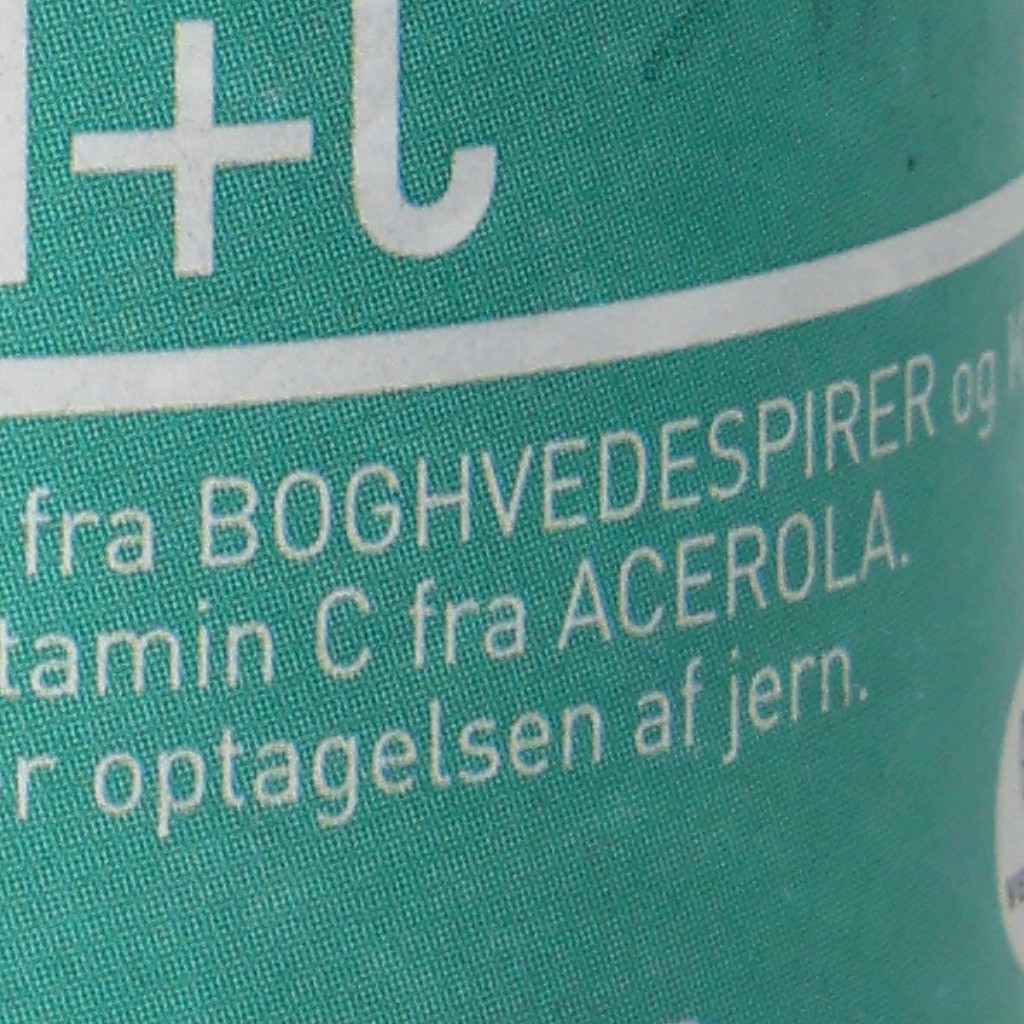 +C
fra BOGHVEDESPIRER og
tamin C fra ACEROLA.
r optagelsen af jern.